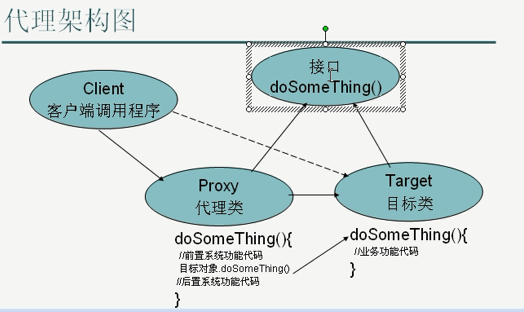 代理架构图
接口
doSomeThing()
Client
客户端调用程序
Proxy
代理类
Target
目标类
doSomeThing(){
//前置系统功能代码
目标对象.doSomeThing()
//后置系统功能代码
}
doSomeThing(){
//业务功能代码
}